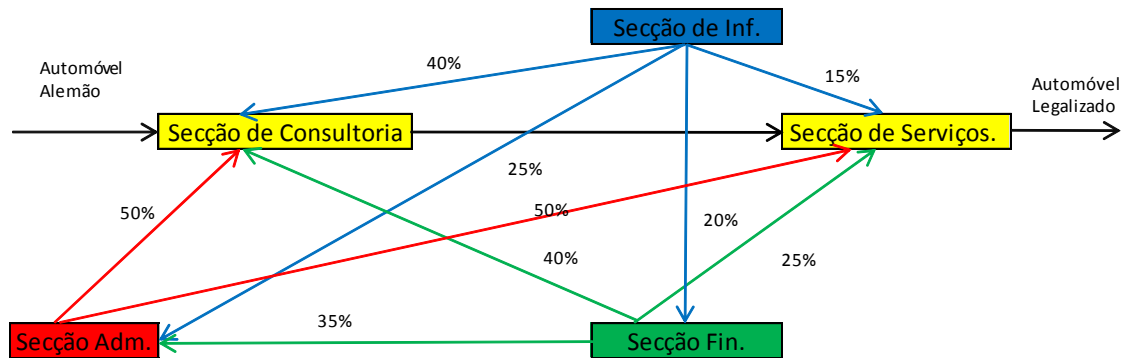 Secção de Inf.
Automóvel
Alemão
40%
15%
Automóvel
Legalizado
Secção de Consultoria
Secção de Serviços.
25%
50%
50%
20%
40%
25%
35%
Secção Adm.
Secção Fin.